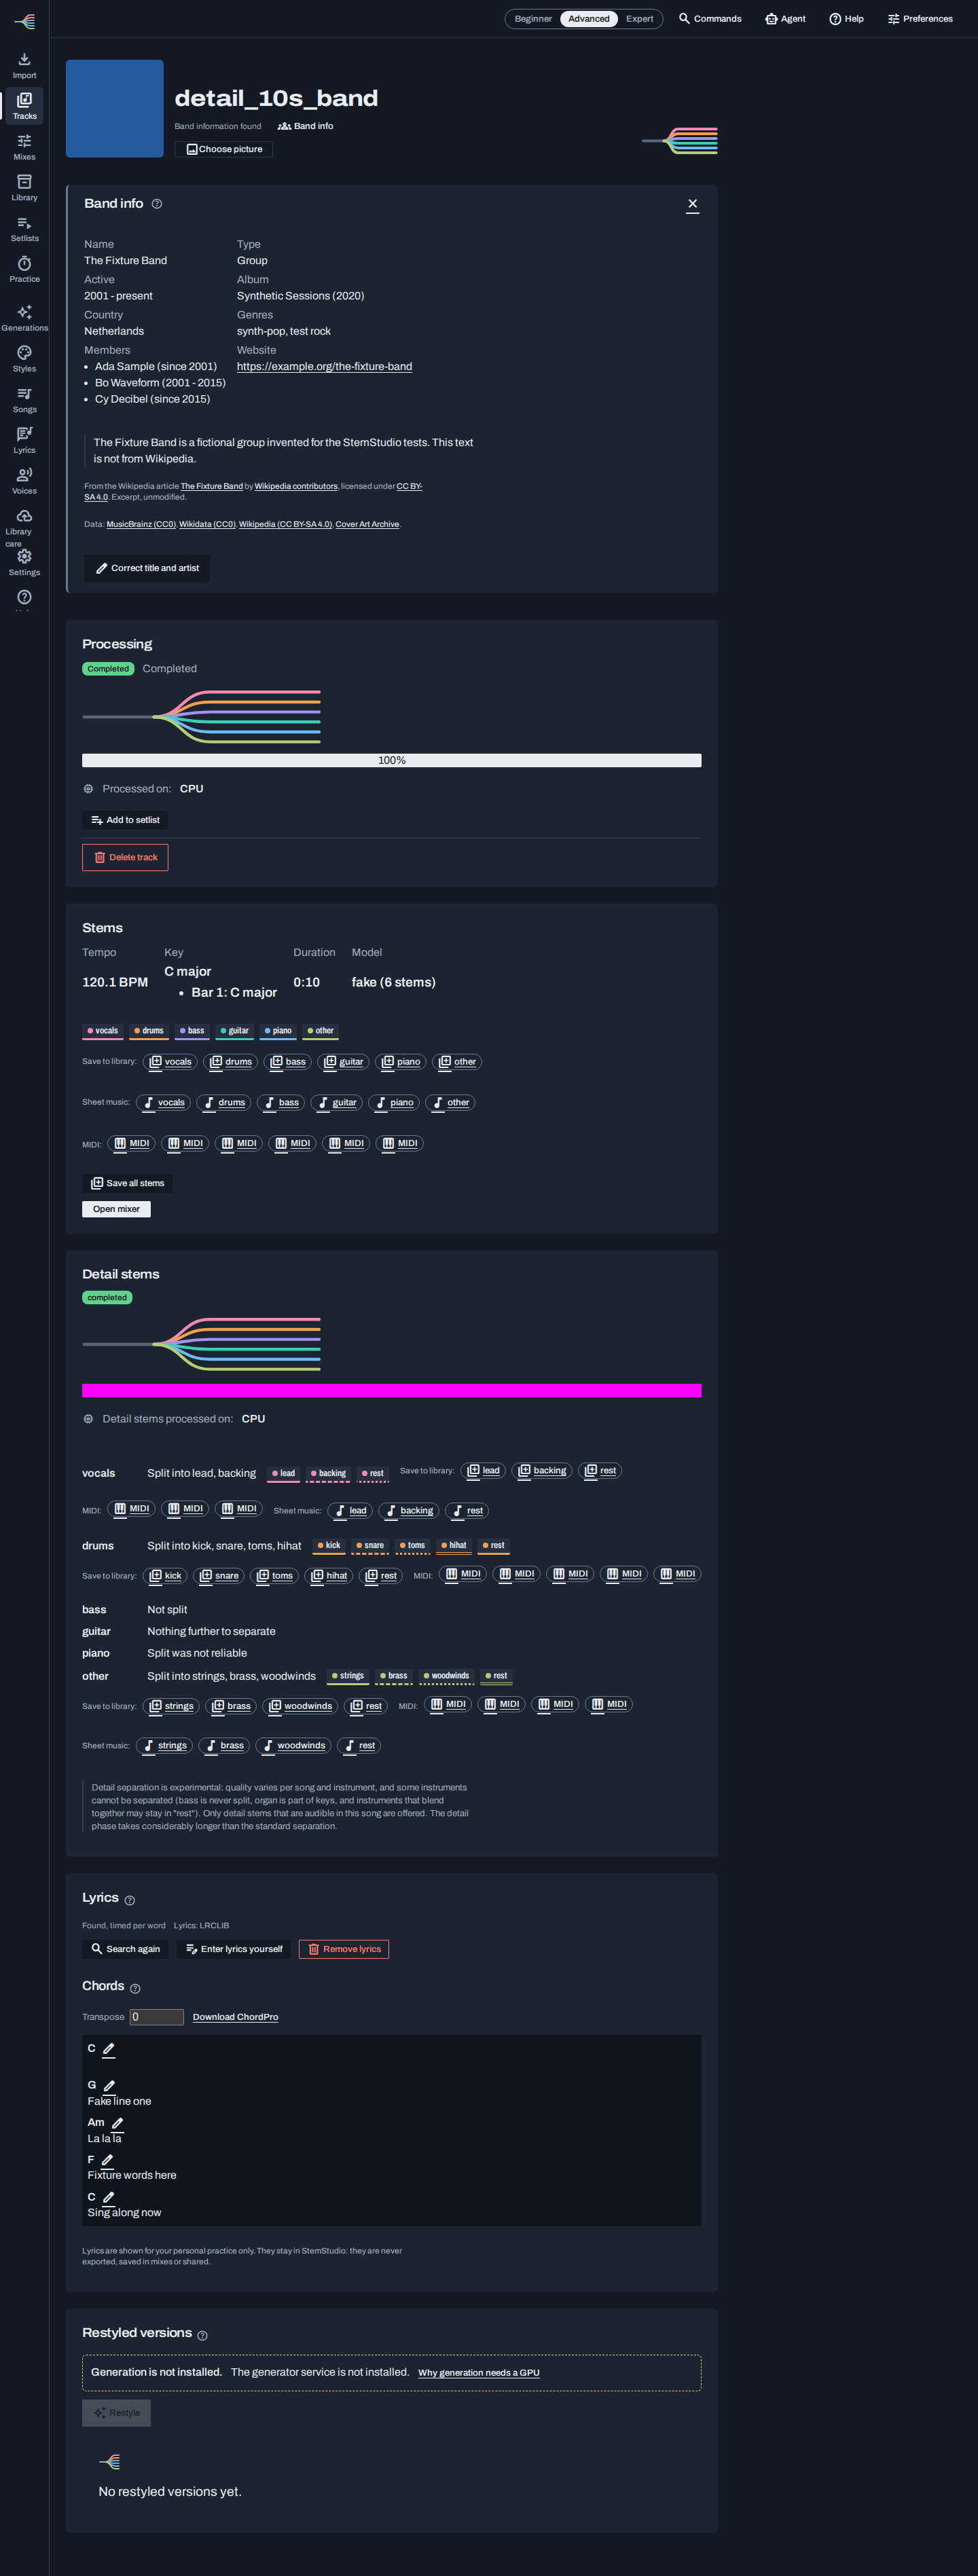 Beginner Advanced Expert Commands Agent Help Preferences
Import
Tracks
Mixes
Library
Setlists
Practice
Generations
Styles
Songs
Lyrics
Voices
Library care
Settings
detail_10s_band
Band information found Band info
Choose picture
Band info
Name Type
The Fixture Band Group
Active Album
2001 - present Synthetic Sessions (2020)
Country Genres
Netherlands synth-pop, test rock
Members Website
• Ada Sample (since 2001) https://example.org/the-fixture-band
• Bo Waveform (2001 - 2015)
• Cy Decibel (since 2015)
The Fixture Band is a fictional group invented for the StemStudio tests. This text
is not from Wikipedia.
From the Wikipedia article The Fixture Band by Wikipedia contributors, licensed under CC BY-
SA 4.0. Excerpt, unmodified.
Data: MusicBrainz (CC0), Wikidata (CC0), Wikipedia (CC BY-SA 4.0), Cover Art Archive.
Correct title and artist
Processing
Completed Completed
100%
Processed on: CPU
Add to setlist
Delete track
Stems
Tempo Key Duration Model
120.1 BPM C major 0:10 fake (6 stems)
• Bar 1: C major
vocals drums bass guitar piano other
Save to library: vocals drums bass guitar piano other
Sheet music: vocals drums bass guitar piano other
MIDI: MIDI MIDI MIDI MIDI MIDI MIDI
Save all stems
Open mixer
Detail stems
completed
Detail stems processed on: CPU
vocals Split into lead, backing lead backing rest Save to library: lead backing rest
MIDI: MIDI MIDI MIDI Sheet music: lead backing rest
drums Split into kick, snare, toms, hihat kick snare toms hihat rest
Save to library: kick snare toms hihat rest MIDI: MIDI MIDI MIDI MIDI MIDI
bass Not split
guitar Nothing further to separate
piano Split was not reliable
other Split into strings, brass, woodwinds strings brass woodwinds rest
Save to library: strings brass woodwinds rest MIDI: MIDI MIDI MIDI MIDI
Sheet music: strings brass woodwinds rest
Detail separation is experimental: quality varies per song and instrument, and some instruments
cannot be separated (bass is never split, organ is part of keys, and instruments that blend
together may stay in "rest"). Only detail stems that are audible in this song are offered. The detail
phase takes considerably longer than the standard separation.
Lyrics
Found, timed per word Lyrics: LRCLIB
Search again Enter lyrics yourself Remove lyrics
Chords
Transpose 0 Download ChordPro
C
G
Fake line one
Am
La la la
F
Fixture words here
C
Sing along now
Lyrics are shown for your personal practice only. They stay in StemStudio: they are never
exported, saved in mixes or shared.
Restyled versions
Generation is not installed. The generator service is not installed. Why generation needs a GPU
Restyle
No restyled versions yet.